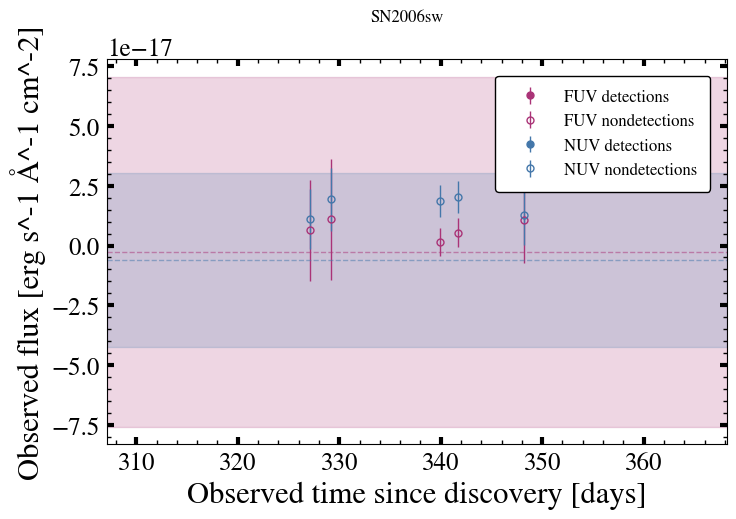 SN2006sw
1e−17
7.5
5.0
2.5
0.0
−2.5
−5.0
−7.5
Observed flux [erg s^-1 Å^-1 cm^-2]
FUV detections
FUV nondetections
NUV detections
NUV nondetections
310 320 330 340 350 360
Observed time since discovery [days]